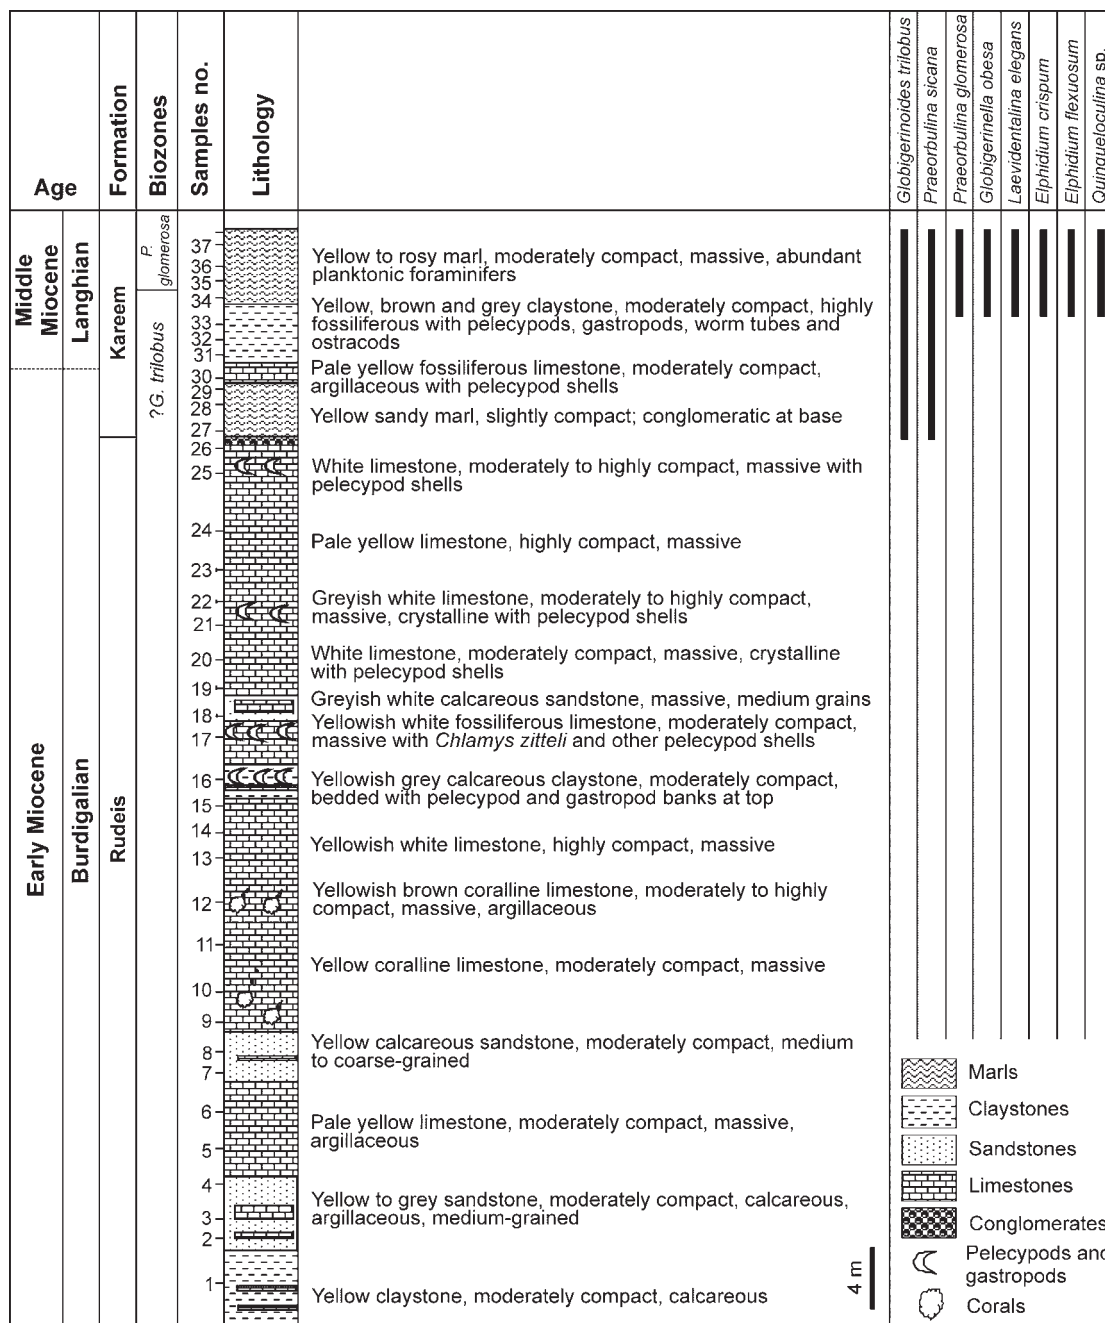 Age
Formation
Biozones
Samples no.
Lithology
Globigerinoides trilobus
Praeorbulina sicana
Praeorbulina glomerosa
Globigerinella obesa
Laevidentalina elegans
Elphidium crispum
Elphidium flexuosum
Quinqueloculina sp.
Middle
Miocene
Langhian
Kareem
P.
glomerosa
?G. trilobus
Early Miocene
Burdigalian
Rudeis
37
36
35
34
33
32
31
30
29
28
27
26
25
24
23
22
21
20
19
18
17
16
15
14
13
12
11
10
9
8
7
6
5
4
3
2
1
Yellow to rosy marl, moderately compact, massive, abundant
planktonic foraminifers
Yellow, brown and grey claystone, moderately compact, highly
fossiliferous with pelecypods, gastropods, worm tubes and
ostracods
Pale yellow fossiliferous limestone, moderately compact,
argillaceous with pelecypod shells
Yellow sandy marl, slightly compact; conglomeratic at base
White limestone, moderately to highly compact, massive with
pelecypod shells
Pale yellow limestone, highly compact, massive
Greyish white limestone, moderately to highly compact,
massive, crystalline with pelecypod shells
White limestone, moderately compact, massive, crystalline
with pelecypod shells
Greyish white calcareous sandstone, massive, medium grains
Yellowish white fossiliferous limestone, moderately compact,
massive with Chlamys zitteli and other pelecypod shells
Yellowish grey calcareous claystone, moderately compact,
bedded with pelecypod and gastropod banks at top
Yellowish white limestone, highly compact, massive
Yellowish brown coralline limestone, moderately to highly
compact, massive, argillaceous
Yellow coralline limestone, moderately compact, massive
Yellow calcareous sandstone, moderately compact, medium
to coarse-grained
Pale yellow limestone, moderately compact, massive,
argillaceous
Yellow to grey sandstone, moderately compact, calcareous,
argillaceous, medium-grained
Yellow claystone, moderately compact, calcareous
4 m
Marls
Claystones
Sandstones
Limestones
Conglomerates
Pelecypods and
gastropods
Corals